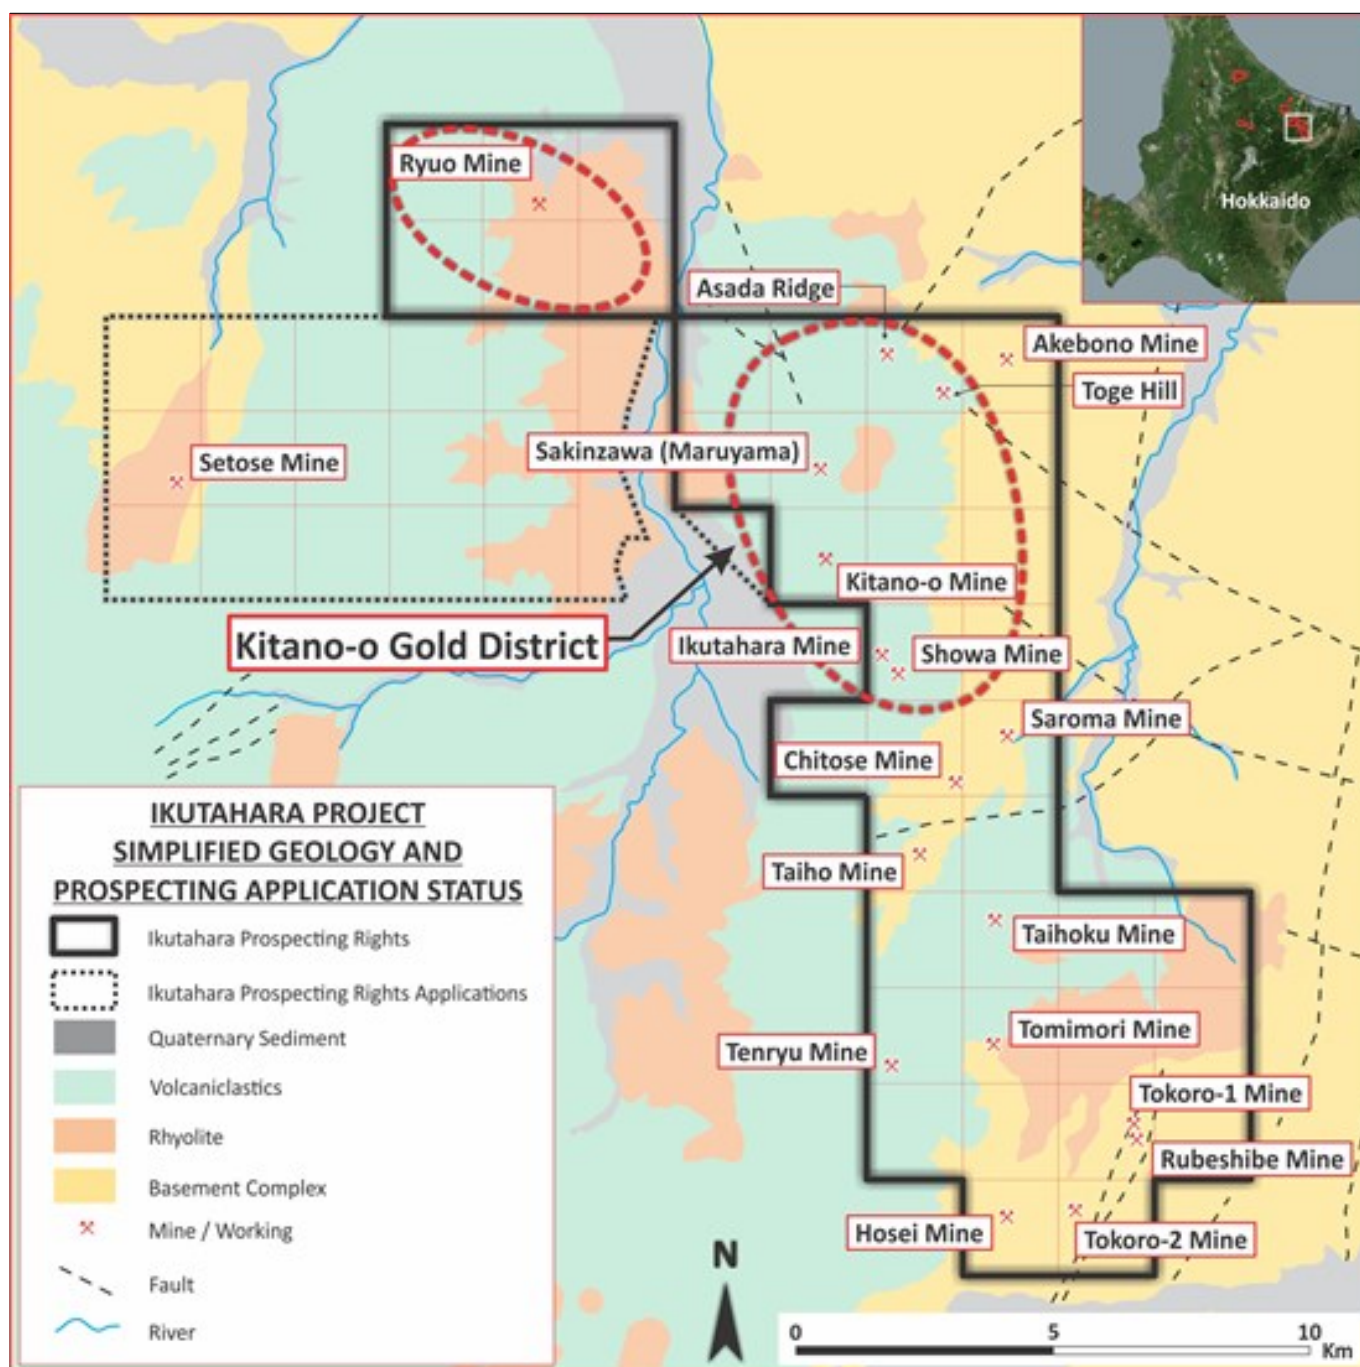 Ryuo Mine
Hokkaido
Asada Ridge
Akebono Mine
Toge Hill
Sakinzawa (Maruyama)
Setose Mine
Kitano-o Mine
Kitano-o Gold District
Ikutahara Mine
Showa Mine
Saroma Mine
Chitose Mine
Taiho Mine
Taihoku Mine
Tomimori Mine
Tenryu Mine
Tokoro-1 Mine
Rubeshibe Mine
Hosei Mine
Tokoro-2 Mine
IKUTAHARA PROJECT
SIMPLIFIED GEOLOGY AND
PROSPECTING APPLICATION STATUS
Ikutahara Prospecting Rights
Ikutahara Prospecting Rights Applications
Quaternary Sediment
Volcaniclastics
Rhyolite
Basement Complex
Mine / Working
Fault
River
N
0 5 10
Km